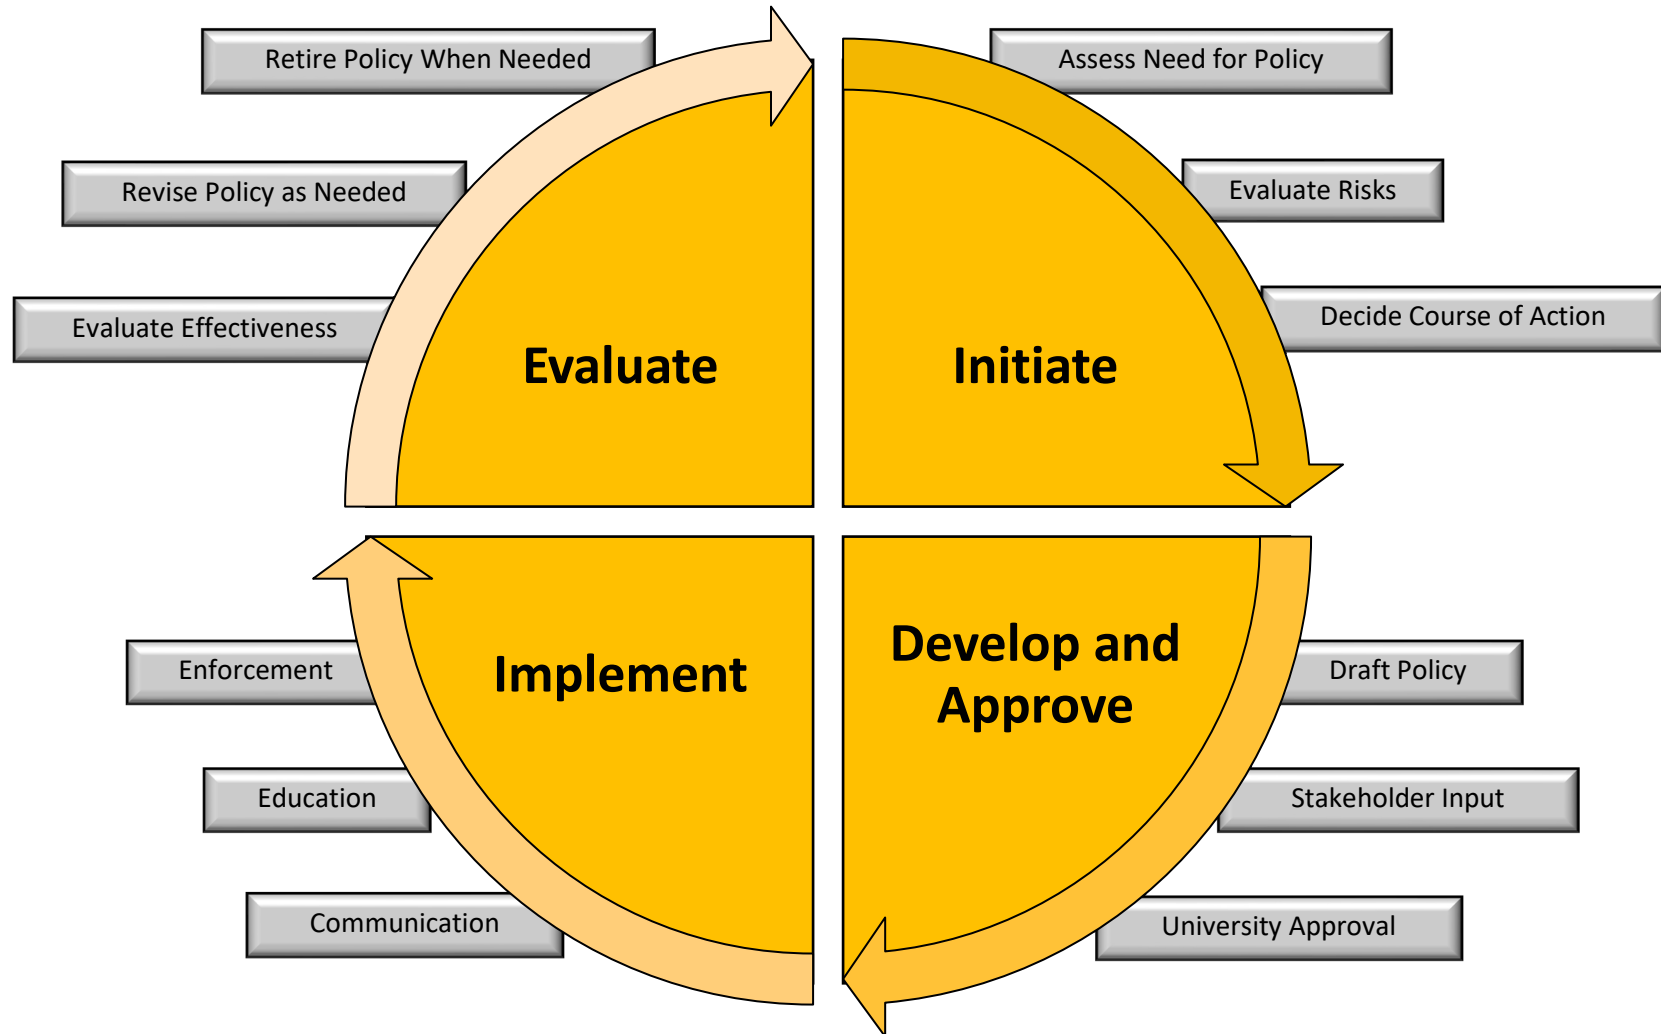 Retire Policy When Needed
Assess Need for Policy
Revise Policy as Needed
Evaluate Risks
Evaluate Effectiveness
Decide Course of Action
Evaluate
Initiate
Implement
Develop and
Approve
Enforcement
Draft Policy
Education
Stakeholder Input
Communication
University Approval